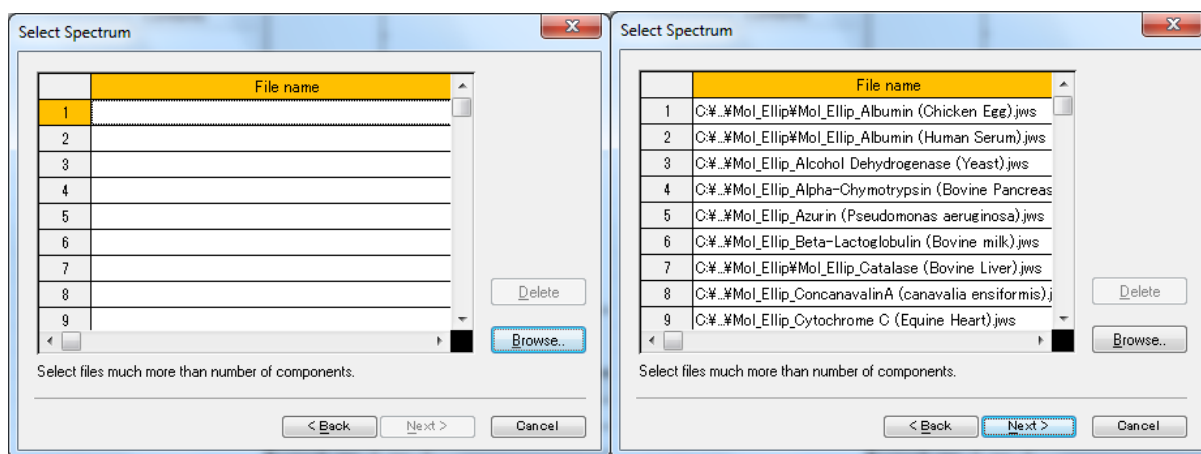 Select Spectrum
File name
1
2
3
4
5
6
7
8
9
Delete
Browse..
Select files much more than number of components.
< Back
Next >
Cancel
Select Spectrum
File name
1 C:¥...¥Mol_Ellip¥Mol_Ellip_Albumin (Chicken Egg).jws
2 C:¥...¥Mol_Ellip¥Mol_Ellip_Albumin (Human Serum).jws
3 C:¥...¥Mol_Ellip_Alcohol Dehydrogenase (Yeast).jws
4 C:¥...¥Mol_Ellip_Alpha-Chymotrypsin (Bovine Pancreas
5 C:¥...¥Mol_Ellip_Azurin (Pseudomonas aeruginosa).jws
6 C:¥...¥Mol_Ellip_Beta-Lactoglobulin (Bovine milk).jws
7 C:¥...¥Mol_Ellip¥Mol_Ellip_Catalase (Bovine Liver).jws
8 C:¥...¥Mol_Ellip_ConcanavalinA (canavalia ensiformis).j
9 C:¥...¥Mol_Ellip_Cytochrome C (Equine Heart).jws
Delete
Browse..
Select files much more than number of components.
< Back
Next >
Cancel